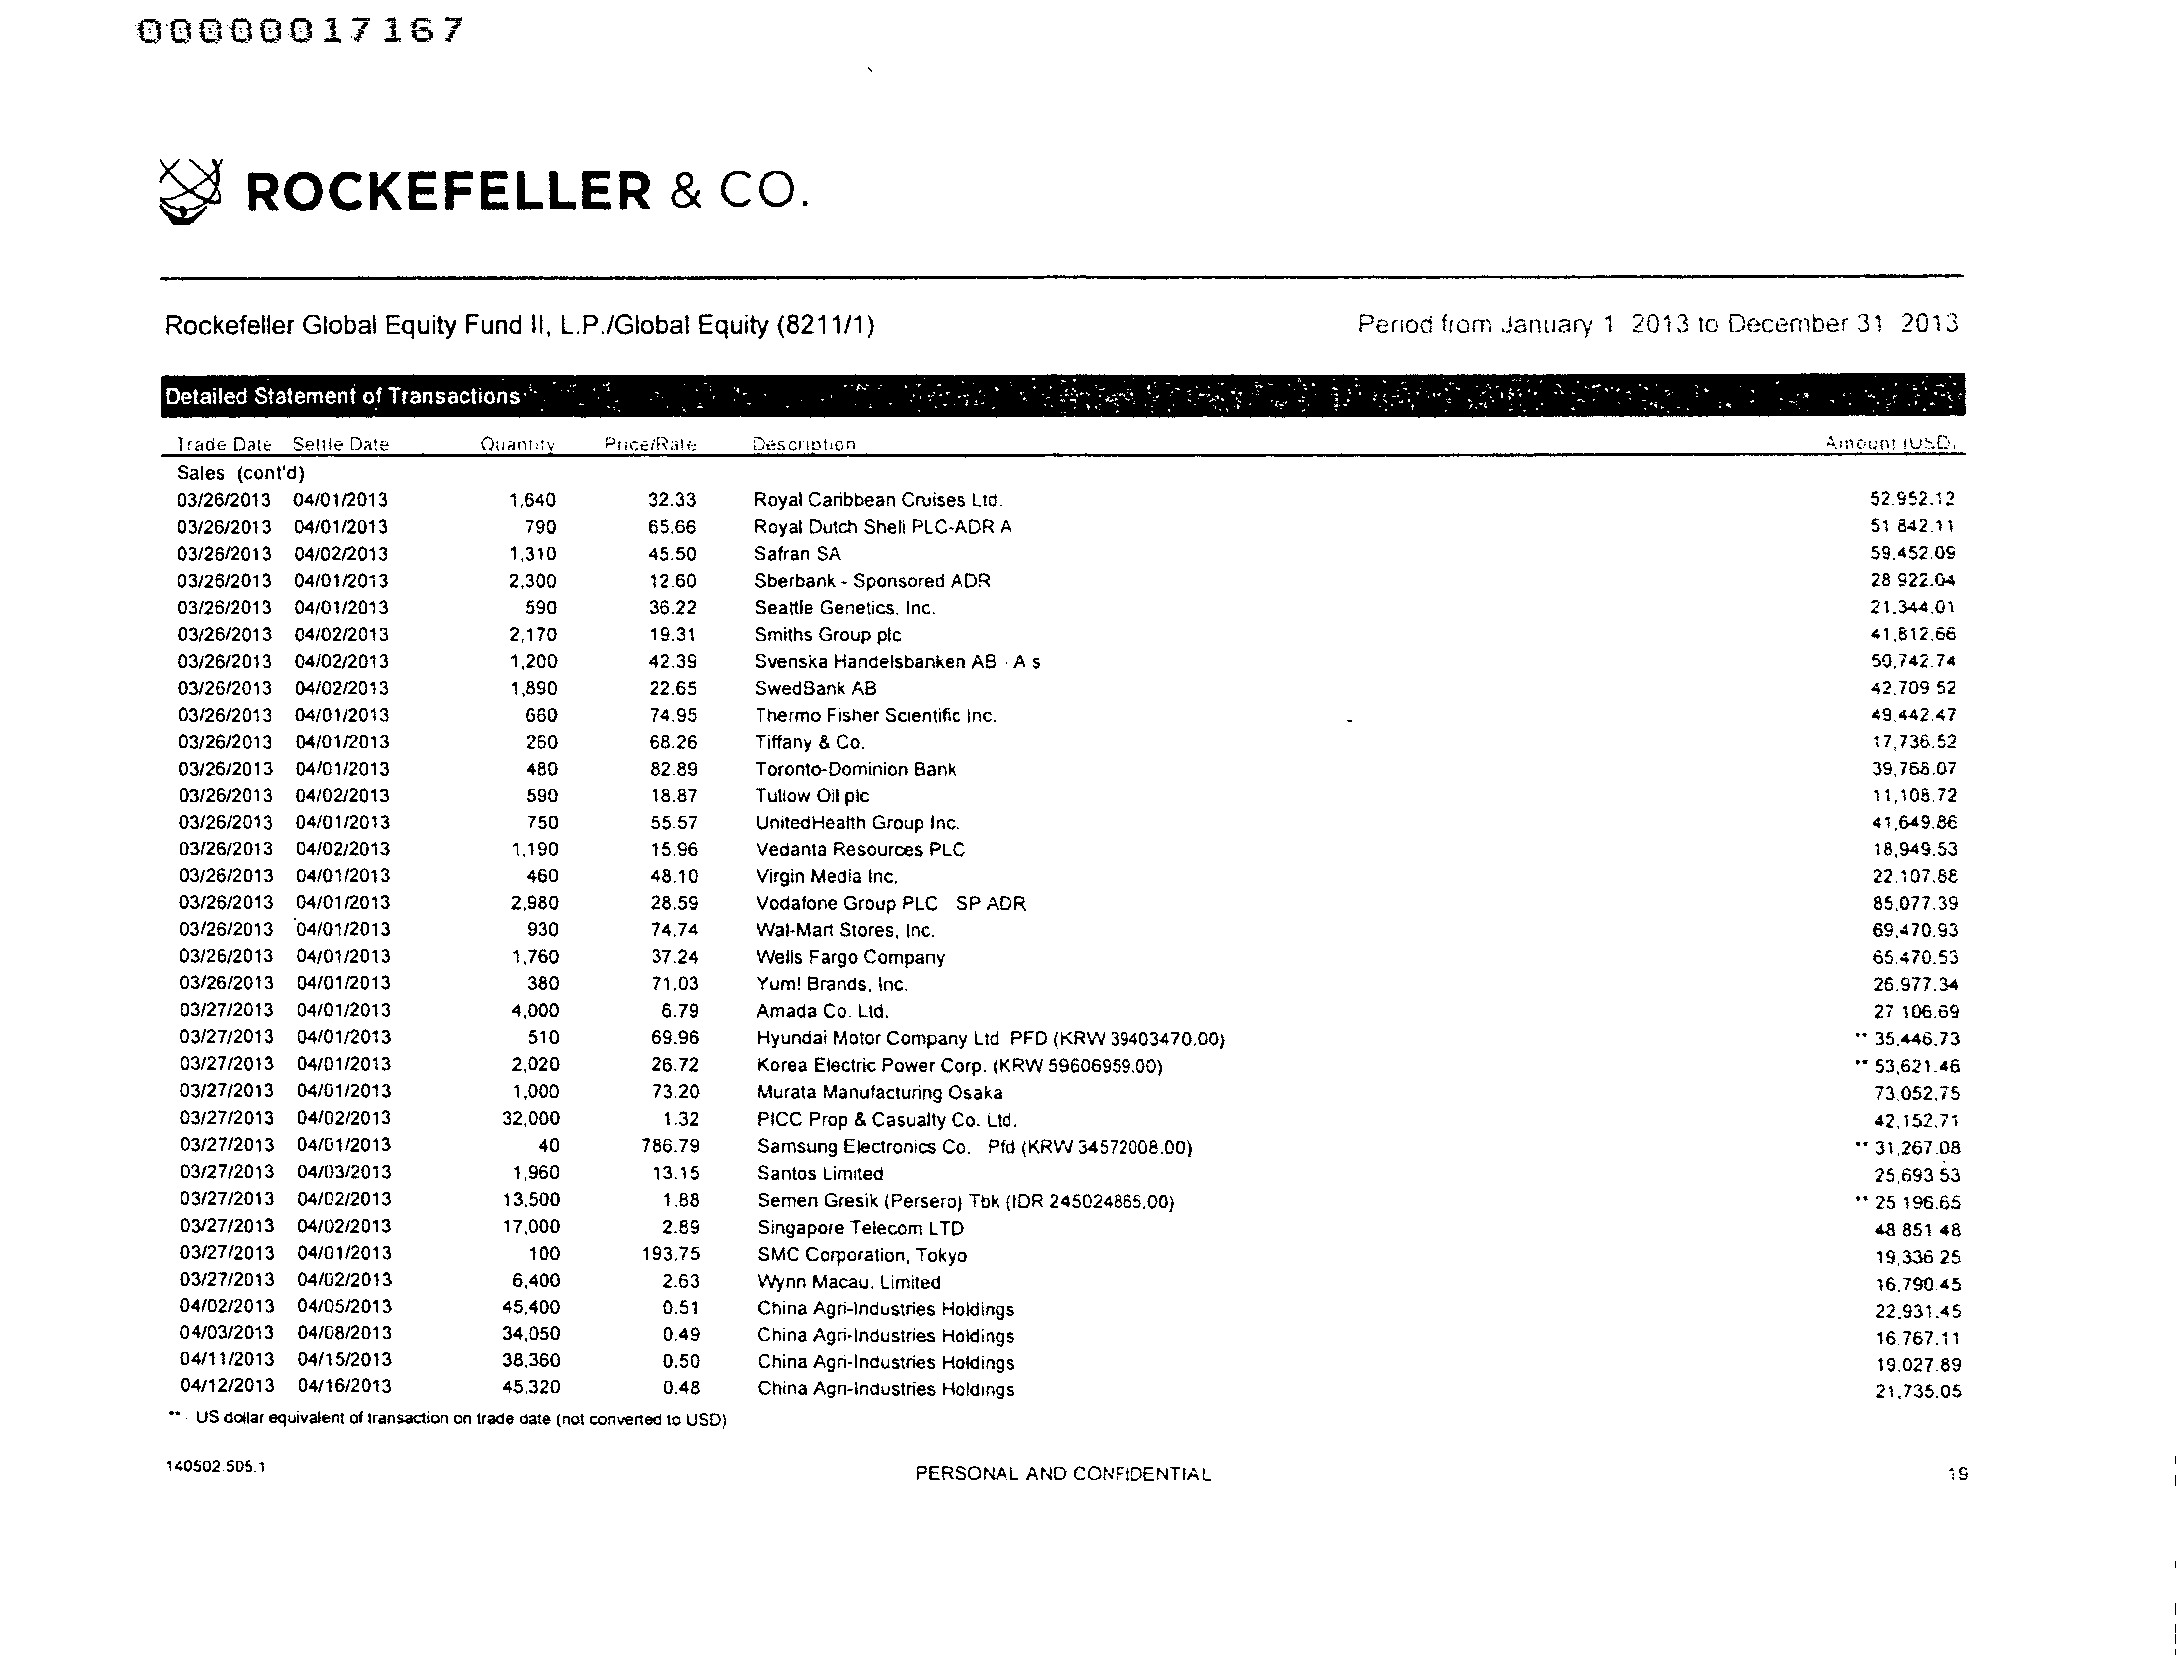 00000017167
ROCKEFELLER & CO.
Rockefeller Global Equity Fund II, L.P./Global Equity (8211/1) Period from January 1 2013 to December 31 2013
Detailed Statement of Transactions
Trade Date Settle Date Quantity Price/Rate Description Amount (USD)
Sales (cont'd)
03/26/2013 04/01/2013 1,640 32.33 Royal Caribbean Cruises Ltd. 52.952.12
03/26/2013 04/01/2013 790 65.66 Royal Dutch Shell PLC-ADR A 51 842.11
03/26/2013 04/02/2013 1,310 45.50 Safran SA 59.452.09
03/26/2013 04/01/2013 2,300 12.60 Sberbank - Sponsored ADR 28 922.04
03/26/2013 04/01/2013 590 36.22 Seattle Genetics, Inc. 21.344.01
03/26/2013 04/02/2013 2,170 19.31 Smiths Group plc 41,812.66
03/26/2013 04/02/2013 1,200 42.39 Svenska Handelsbanken AB - A s 50,742.74
03/26/2013 04/02/2013 1,890 22.65 SwedBank AB 42,709 52
03/26/2013 04/01/2013 660 74.95 Thermo Fisher Scientific Inc. 49.442.47
03/26/2013 04/01/2013 260 68.26 Tiffany & Co. 17,736.52
03/26/2013 04/01/2013 480 82.89 Toronto-Dominion Bank 39,768.07
03/26/2013 04/02/2013 590 18.87 Tullow Oil plc 11,108.72
03/26/2013 04/01/2013 750 55.57 UnitedHealth Group Inc. 41,649.86
03/26/2013 04/02/2013 1,190 15.96 Vedanta Resources PLC 18,949.53
03/26/2013 04/01/2013 460 48.10 Virgin Media Inc. 22.107.88
03/26/2013 04/01/2013 2,980 28.59 Vodafone Group PLC SP ADR 85,077.39
03/26/2013 04/01/2013 930 74.74 Wal-Mart Stores, Inc. 69,470.93
03/26/2013 04/01/2013 1,760 37.24 Wells Fargo Company 65.470.53
03/26/2013 04/01/2013 380 71.03 Yum! Brands, Inc. 26.977.34
03/27/2013 04/01/2013 4,000 6.79 Amada Co. Ltd. 27 106.69
03/27/2013 04/01/2013 510 69.96 Hyundai Motor Company Ltd PFD (KRW 39403470.00) ** 35.446.73
03/27/2013 04/01/2013 2,020 26.72 Korea Electric Power Corp. (KRW 59606959.00) ** 53,621.46
03/27/2013 04/01/2013 1,000 73.20 Murata Manufacturing Osaka 73.052.75
03/27/2013 04/02/2013 32,000 1.32 PICC Prop & Casualty Co. Ltd. 42,152.71
03/27/2013 04/01/2013 40 786.79 Samsung Electronics Co. Pfd (KRW 34572008.00) ** 31,267.08
03/27/2013 04/03/2013 1,960 13.15 Santos Limited 25,693 53
03/27/2013 04/02/2013 13,500 1.88 Semen Gresik (Persero) Tbk (IDR 245024865.00) ** 25 196.65
03/27/2013 04/02/2013 17,000 2.89 Singapore Telecom LTD 48 851 48
03/27/2013 04/01/2013 100 193.75 SMC Corporation, Tokyo 19,336 25
03/27/2013 04/02/2013 6,400 2.63 Wynn Macau, Limited 16,790.45
04/02/2013 04/05/2013 45,400 0.51 China Agri-Industries Holdings 22.931.45
04/03/2013 04/08/2013 34,050 0.49 China Agri-Industries Holdings 16.767.11
04/11/2013 04/15/2013 38,360 0.50 China Agri-Industries Holdings 19.027.89
04/12/2013 04/16/2013 45,320 0.48 China Agri-Industries Holdings 21,735.05
** - US dollar equivalent of transaction on trade date (not converted to USD)
140502.505.1 PERSONAL AND CONFIDENTIAL 19